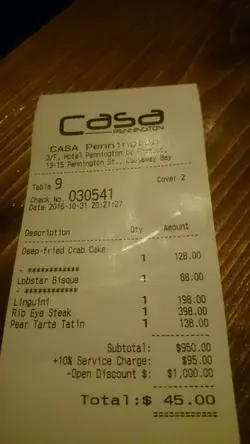 Casa
PENNINGTON
CASA Pennington
3/F, Hotel Pennington by
13-15 Pennington St., Causeway Bay
Table 9 Cover 2
Check No. 030541
Date 2016-10-31 20:21:27
Description Qty Amount
Deep-fried Crab Cake 1 128.00
- ************
Lobster Bisque 1 88.00
- ************
Linguini 1 198.00
Rib Eye Steak 1 398.00
Pear Tarte Tatin 1 138.00
Subtotal: $950.00
+10% Service Charge: $95.00
-Open Discount $: $1,000.00
Total:$ 45.00